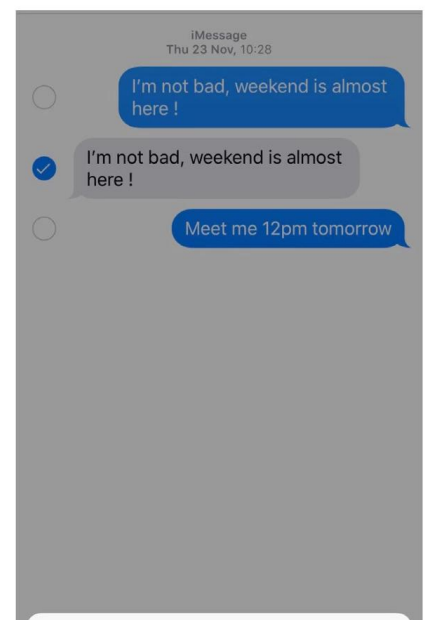 iMessage
Thu 23 Nov, 10:28
I'm not bad, weekend is almost
here !
I'm not bad, weekend is almost
here !
Meet me 12pm tomorrow